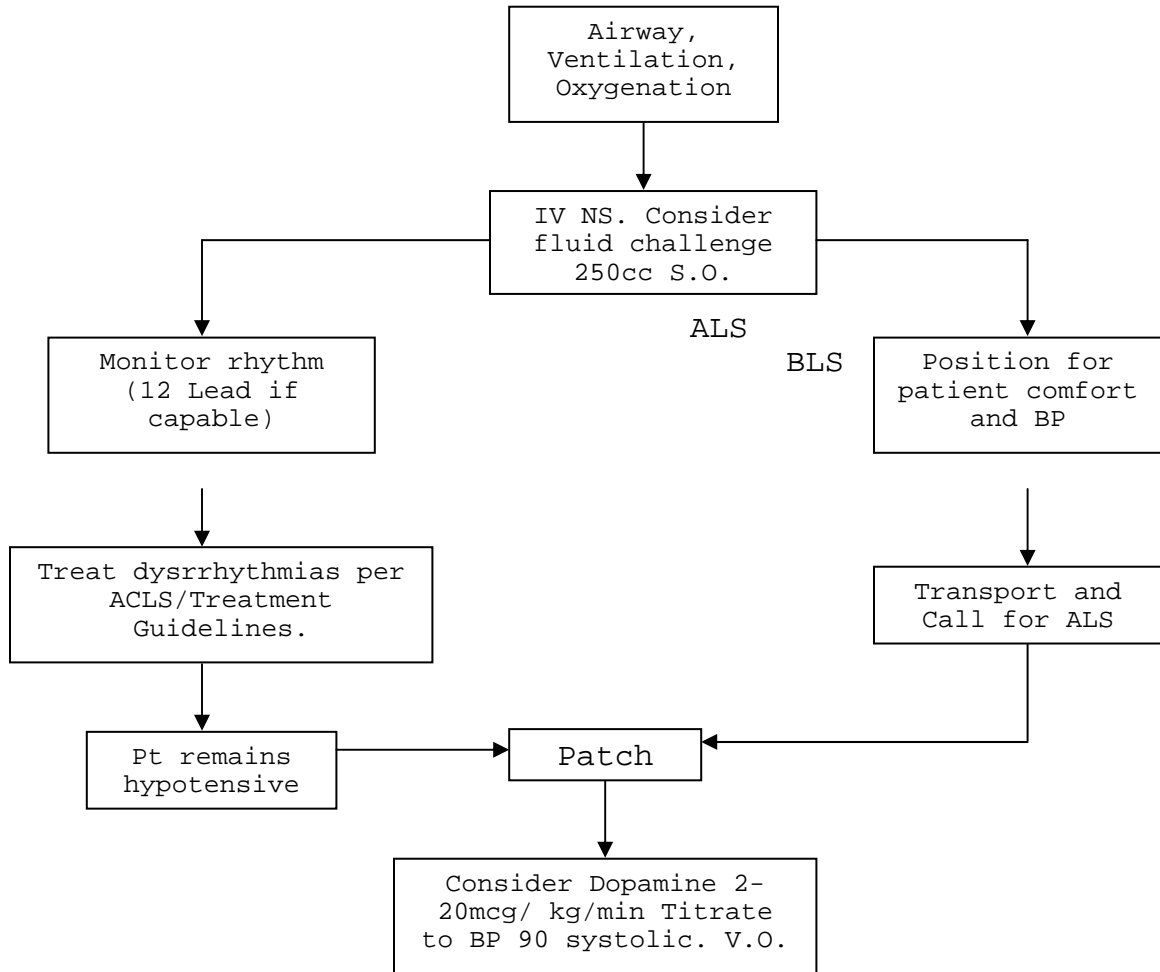 Airway,
Ventilation,
Oxygenation
IV NS. Consider
fluid challenge
250cc S.O.
ALS
BLS
Monitor rhythm
(12 Lead if
capable)
Position for
patient comfort
and BP
Treat dysrrhythmias per
ACLS/Treatment
Guidelines.
Transport and
Call for ALS
Pt remains
hypotensive
Patch
Consider Dopamine 2-
20mcg/ kg/min Titrate
to BP 90 systolic. V.O.